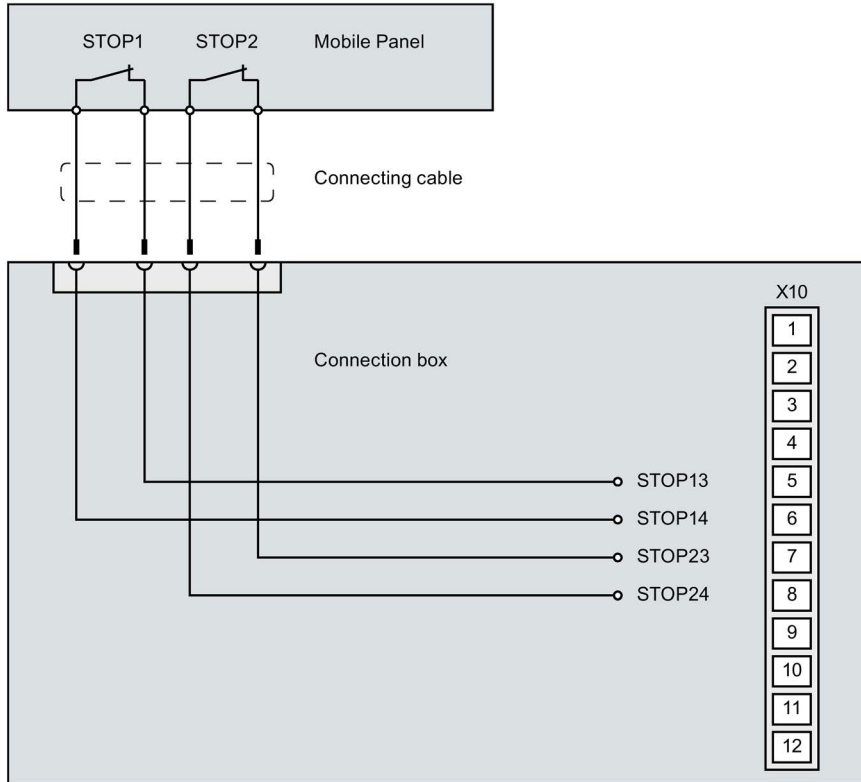 STOP1 STOP2 Mobile Panel
Connecting cable
X10
1
2
Connection box
3
4
STOP13 5
STOP14 6
STOP23 7
STOP24 8
9
10
11
12